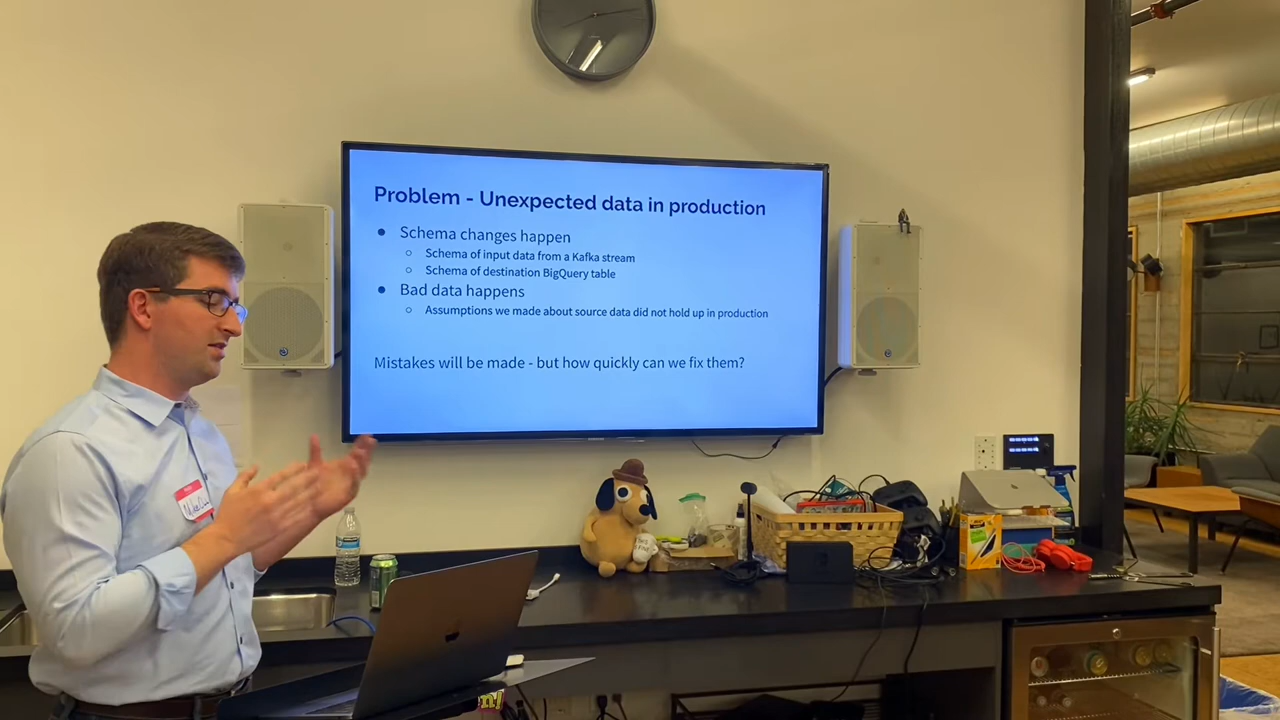 Problem - Unexpected data in production
● Schema changes happen
○ Schema of input data from a Kafka stream
○ Schema of destination BigQuery table
● Bad data happens
○ Assumptions we made about source data did not hold up in production
Mistakes will be made - but how quickly can we fix them?